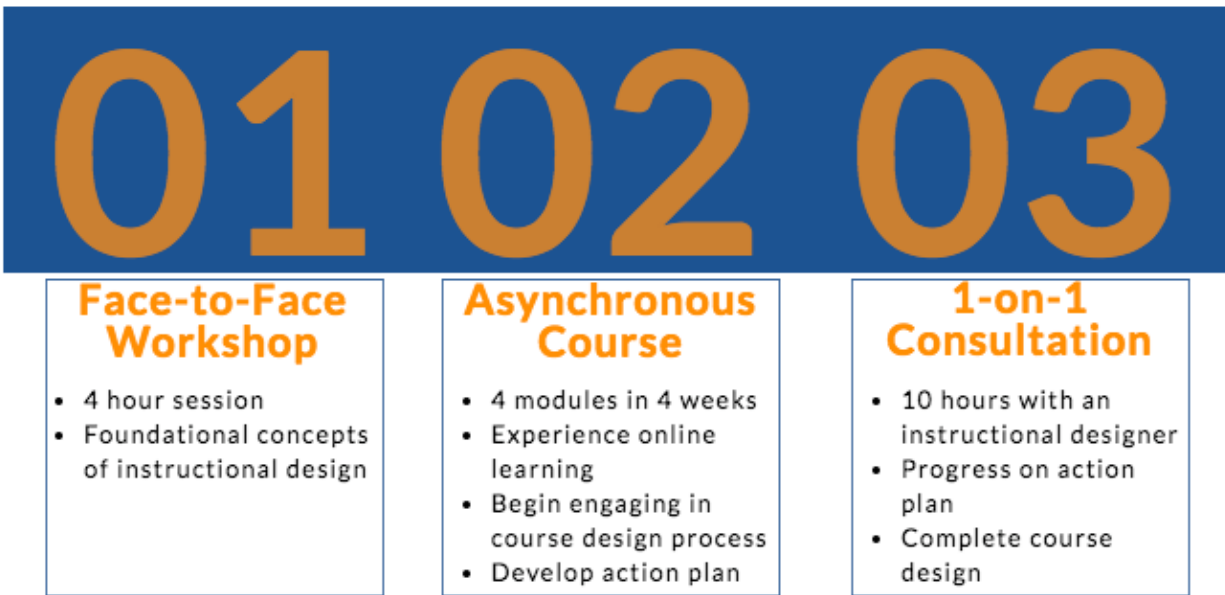 01
Face-to-Face
Workshop
• 4 hour session
• Foundational concepts
of instructional design
02
Asynchronous
Course
• 4 modules in 4 weeks
• Experience online
learning
• Begin engaging in
course design process
• Develop action plan
03
1-on-1
Consultation
• 10 hours with an
instructional designer
• Progress on action
plan
• Complete course
design